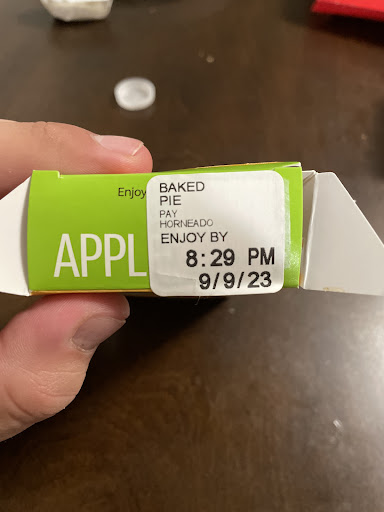 Enjoy
APPL
BAKED
PIE
PAY
HORNEADO
ENJOY BY
8:29 PM
9/9/23